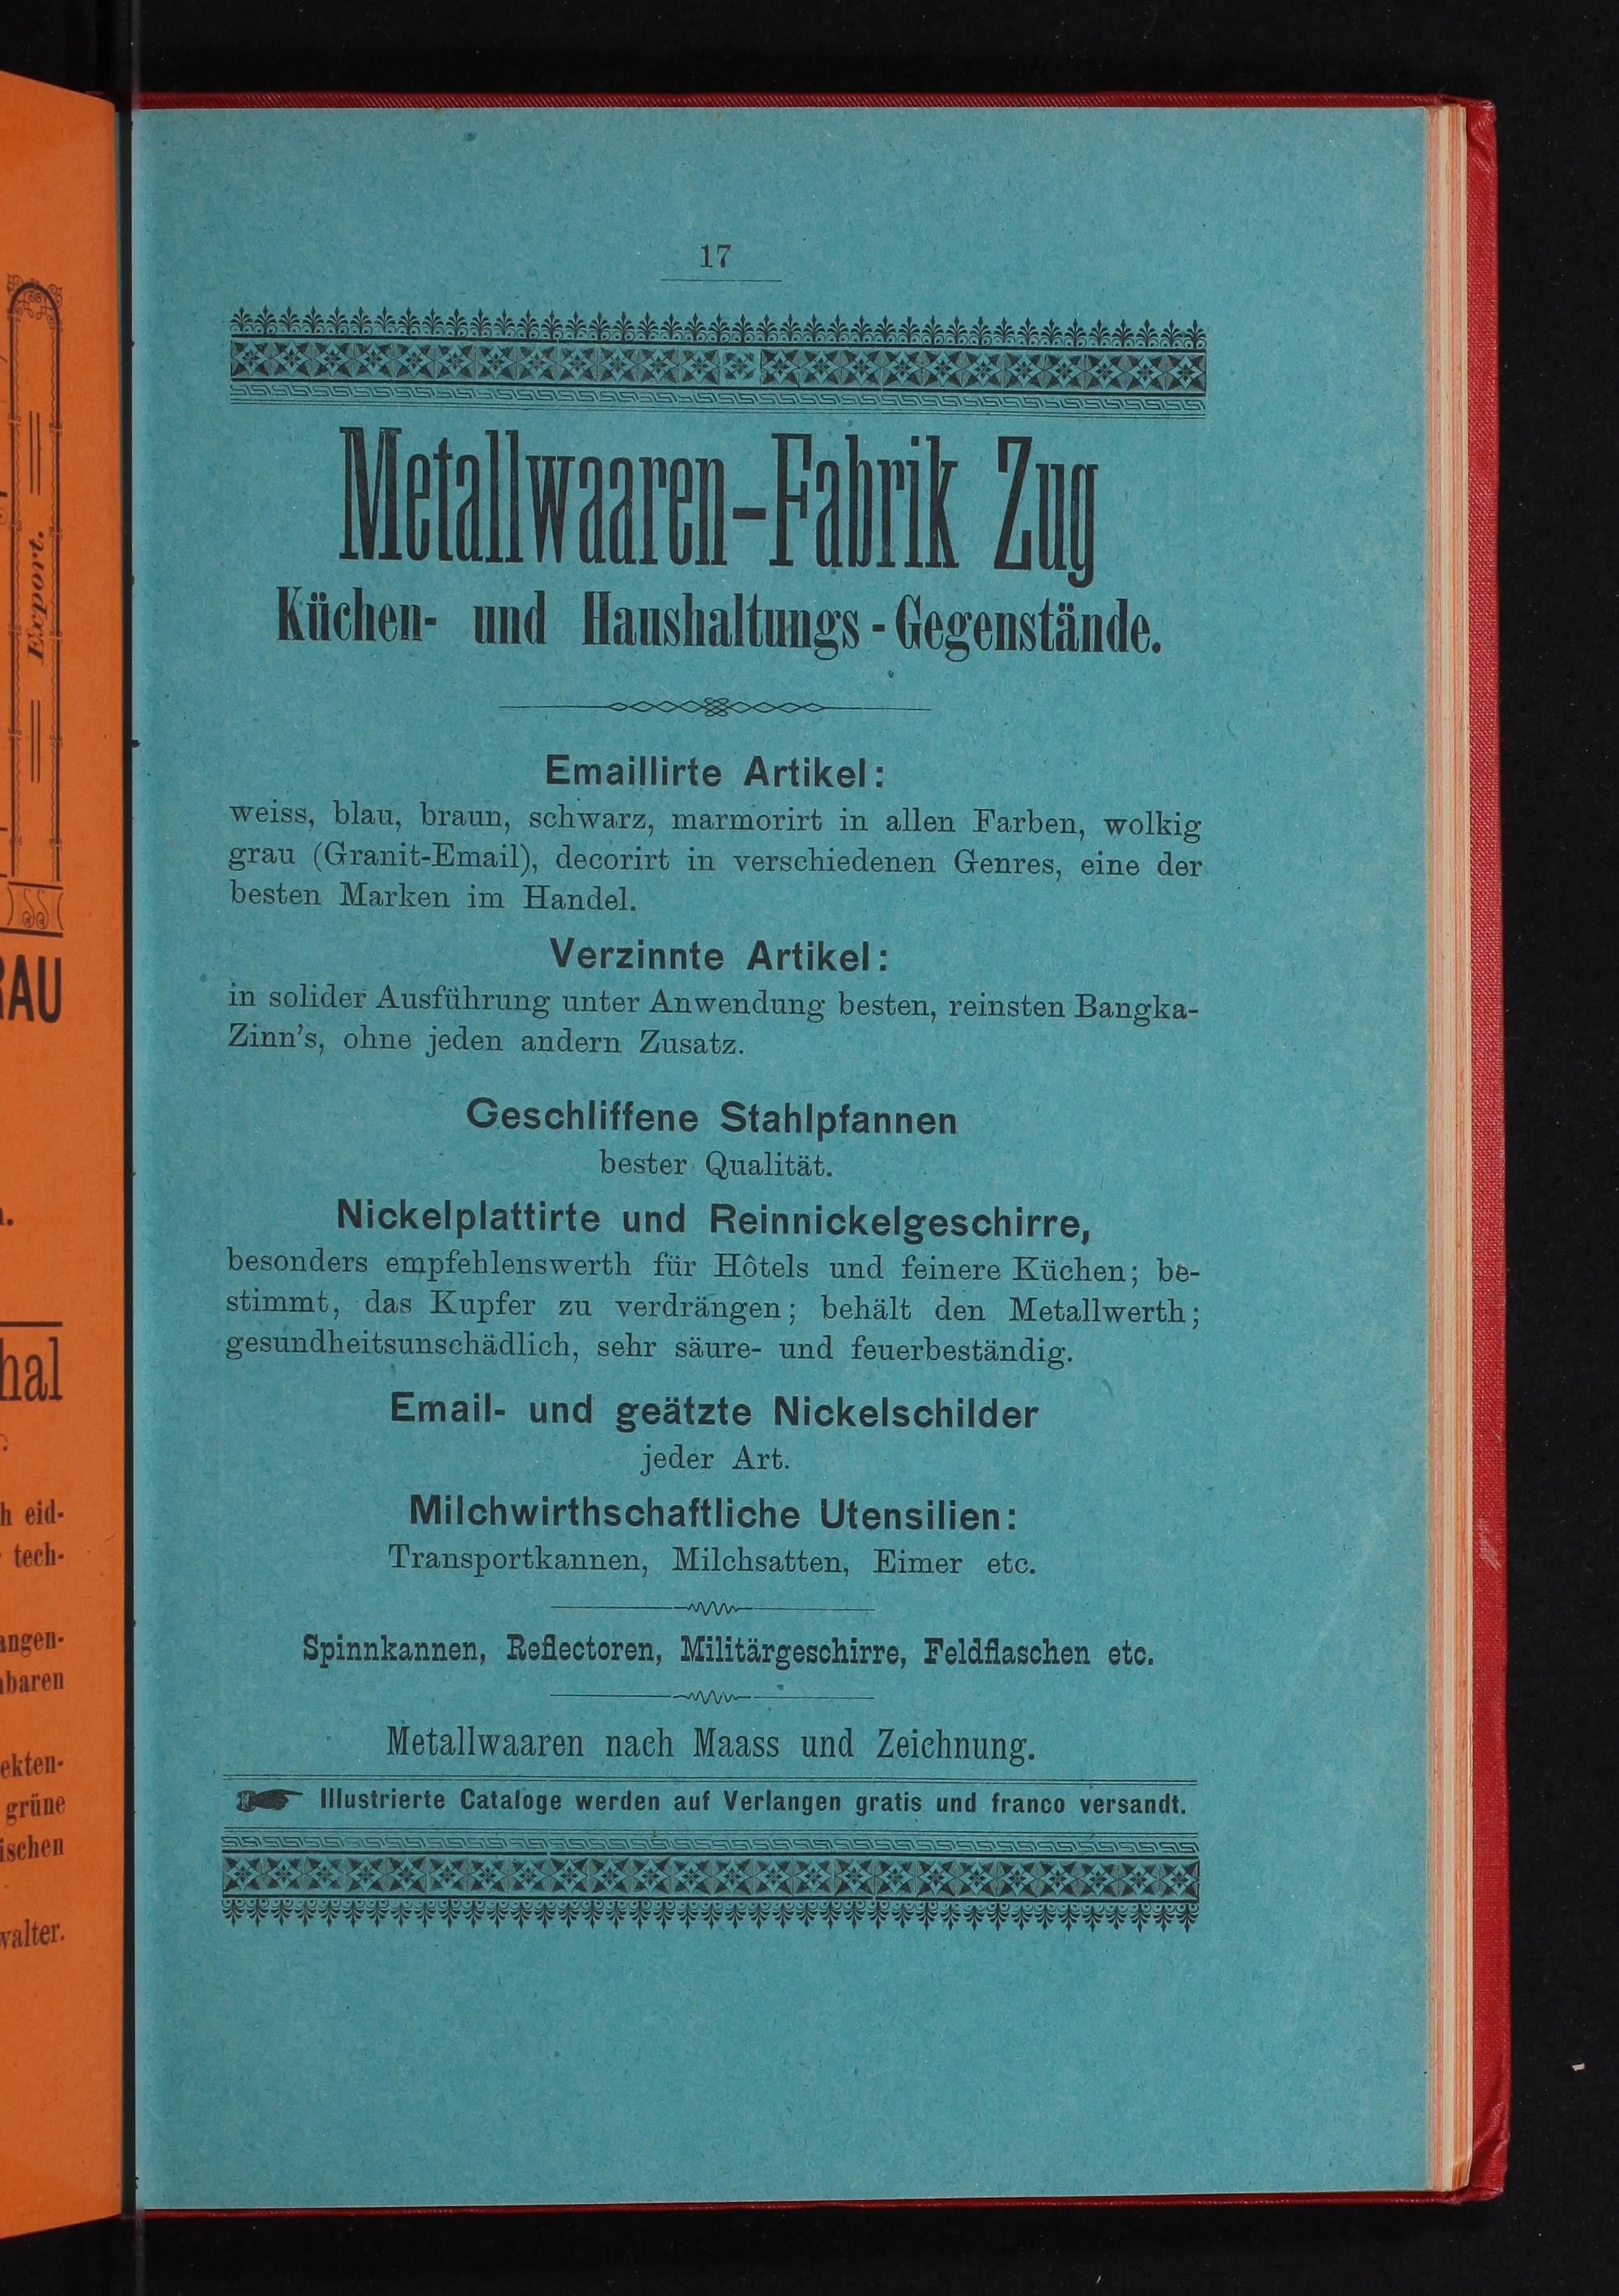 Export.
RAU
hal
h eid-
tech-
angen-
baren
ekten-
grüne
ischen
walter.
17
Metallwaaren-Fabrik Zug
Küchen- und Haushaltungs-Gegenstände.
Emaillirte Artikel:
weiss, blau, braun, schwarz, marmorirt in allen Farben, wolkig
grau (Granit-Email), decorirt in verschiedenen Genres, eine der
besten Marken im Handel.
Verzinnte Artikel:
in solider Ausführung unter Anwendung besten, reinsten Bangka-
Zinn's, ohne jeden andern Zusatz.
Geschliffene Stahlpfannen
bester Qualität.
Nickelplattirte und Reinnickelgeschirre,
besonders empfehlenswerth für Hôtels und feinere Küchen; be-
stimmt, das Kupfer zu verdrängen; behält den Metallwerth;
gesundheitsunschädlich, sehr säure- und feuerbeständig.
Email- und geätzte Nickelschilder
jeder Art.
Milchwirthschaftliche Utensilien:
Transportkannen, Milchsatten, Eimer etc.
Spinnkannen, Reflectoren, Militärgeschirre, Feldflaschen etc.
Metallwaaren nach Maass und Zeichnung.
Illustrierte Cataloge werden auf Verlangen gratis und franco versandt.